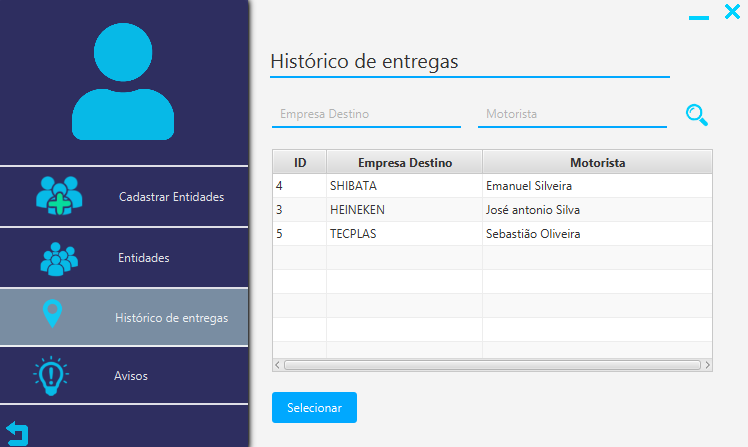 Histórico de entregas
Empresa Destino Motorista
ID Empresa Destino Motorista
4 SHIBATA Emanuel Silveira
3 HEINEKEN José antonio Silva
5 TECPLAS Sebastião Oliveira
Selecionar
Cadastrar Entidades
Entidades
Histórico de entregas
Avisos